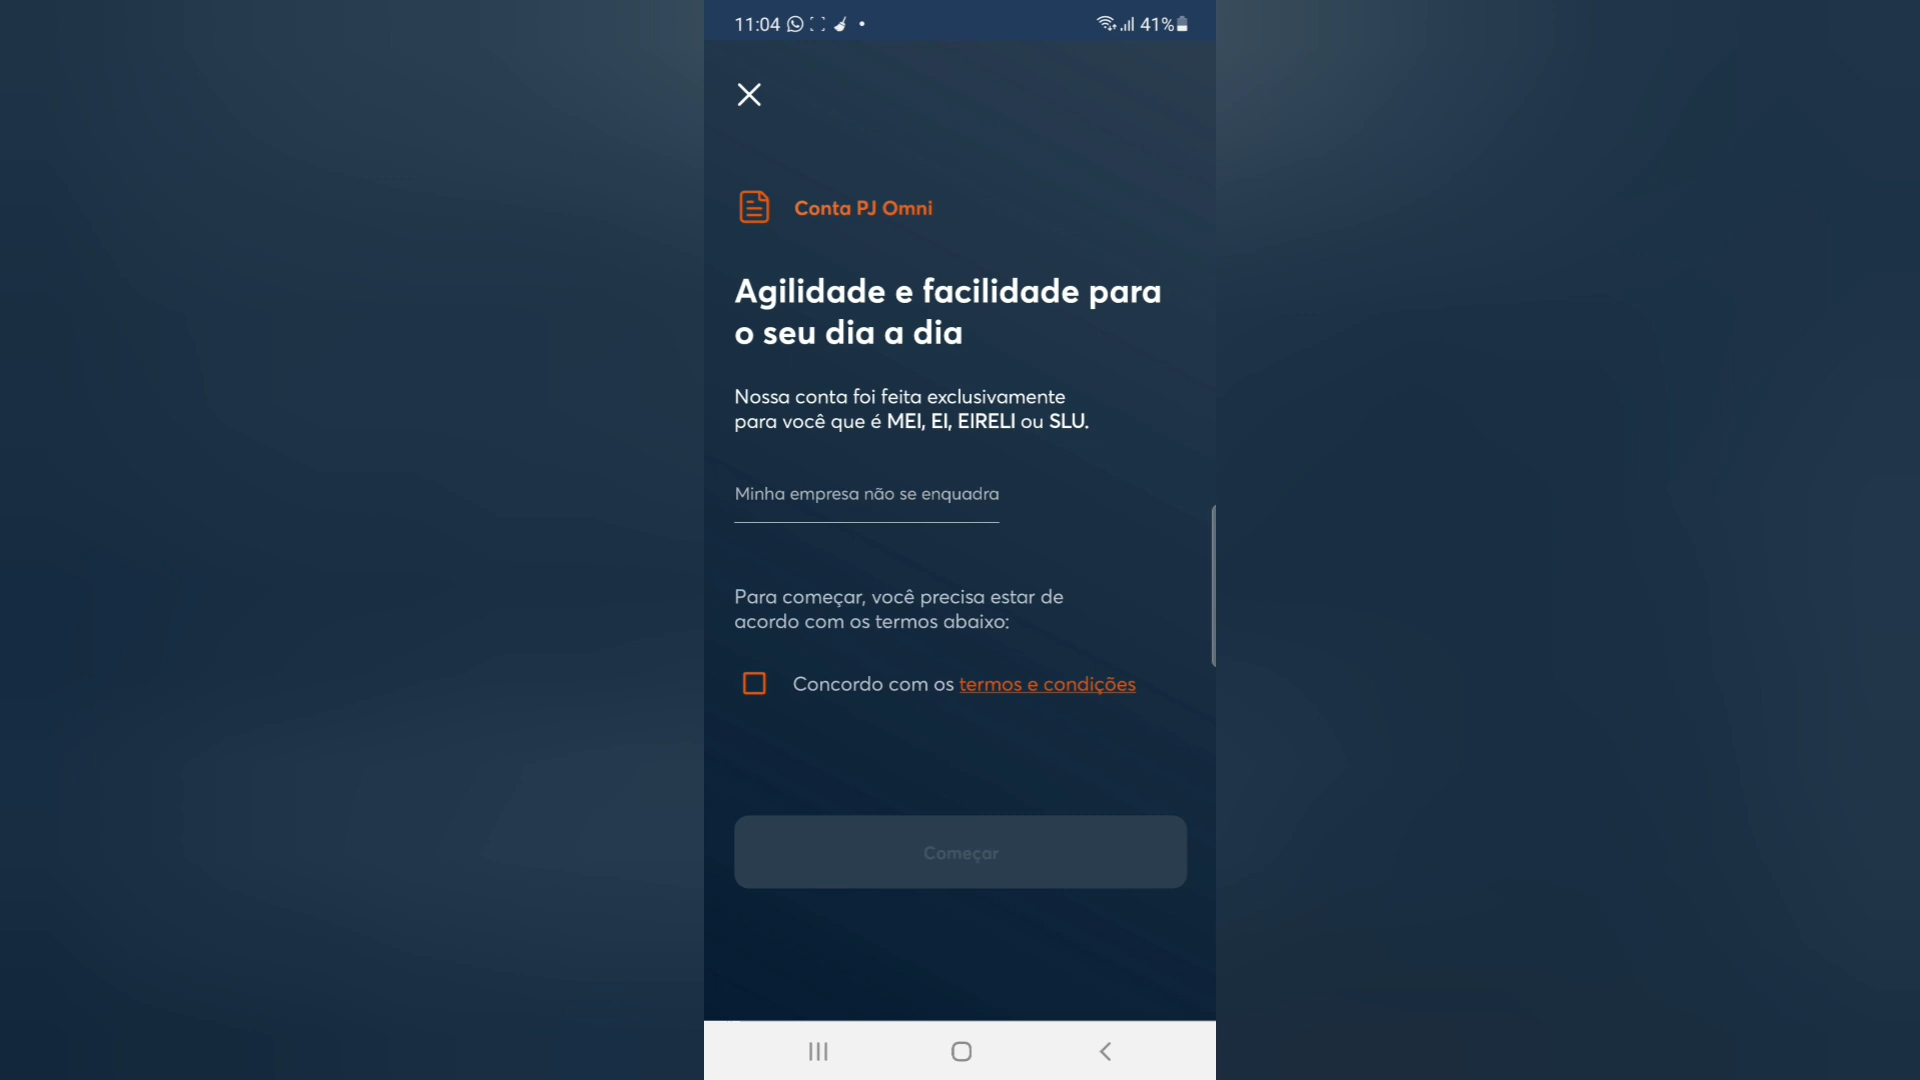 11:04
41%
Conta PJ Omni
Agilidade e facilidade para
o seu dia a dia
Nossa conta foi feita exclusivamente
para você que é MEI, EI, EIRELI ou SLU.
Minha empresa não se enquadra
Para começar, você precisa estar de
acordo com os termos abaixo:
Concordo com os termos e condições
Começar